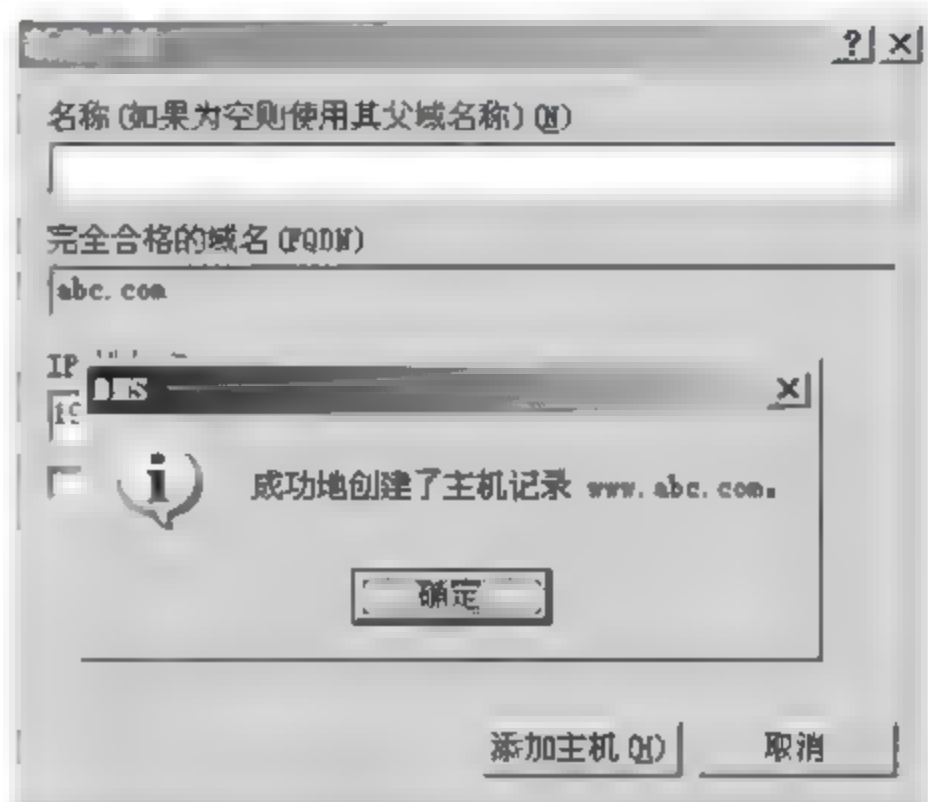 名称(如果为空则使用其父域名称)(N)
完全合格的域名(FQDN)
abc.com
IP
DNS
19
成功地创建了主机记录 www.abc.com。
确定
添加主机(H)
取消